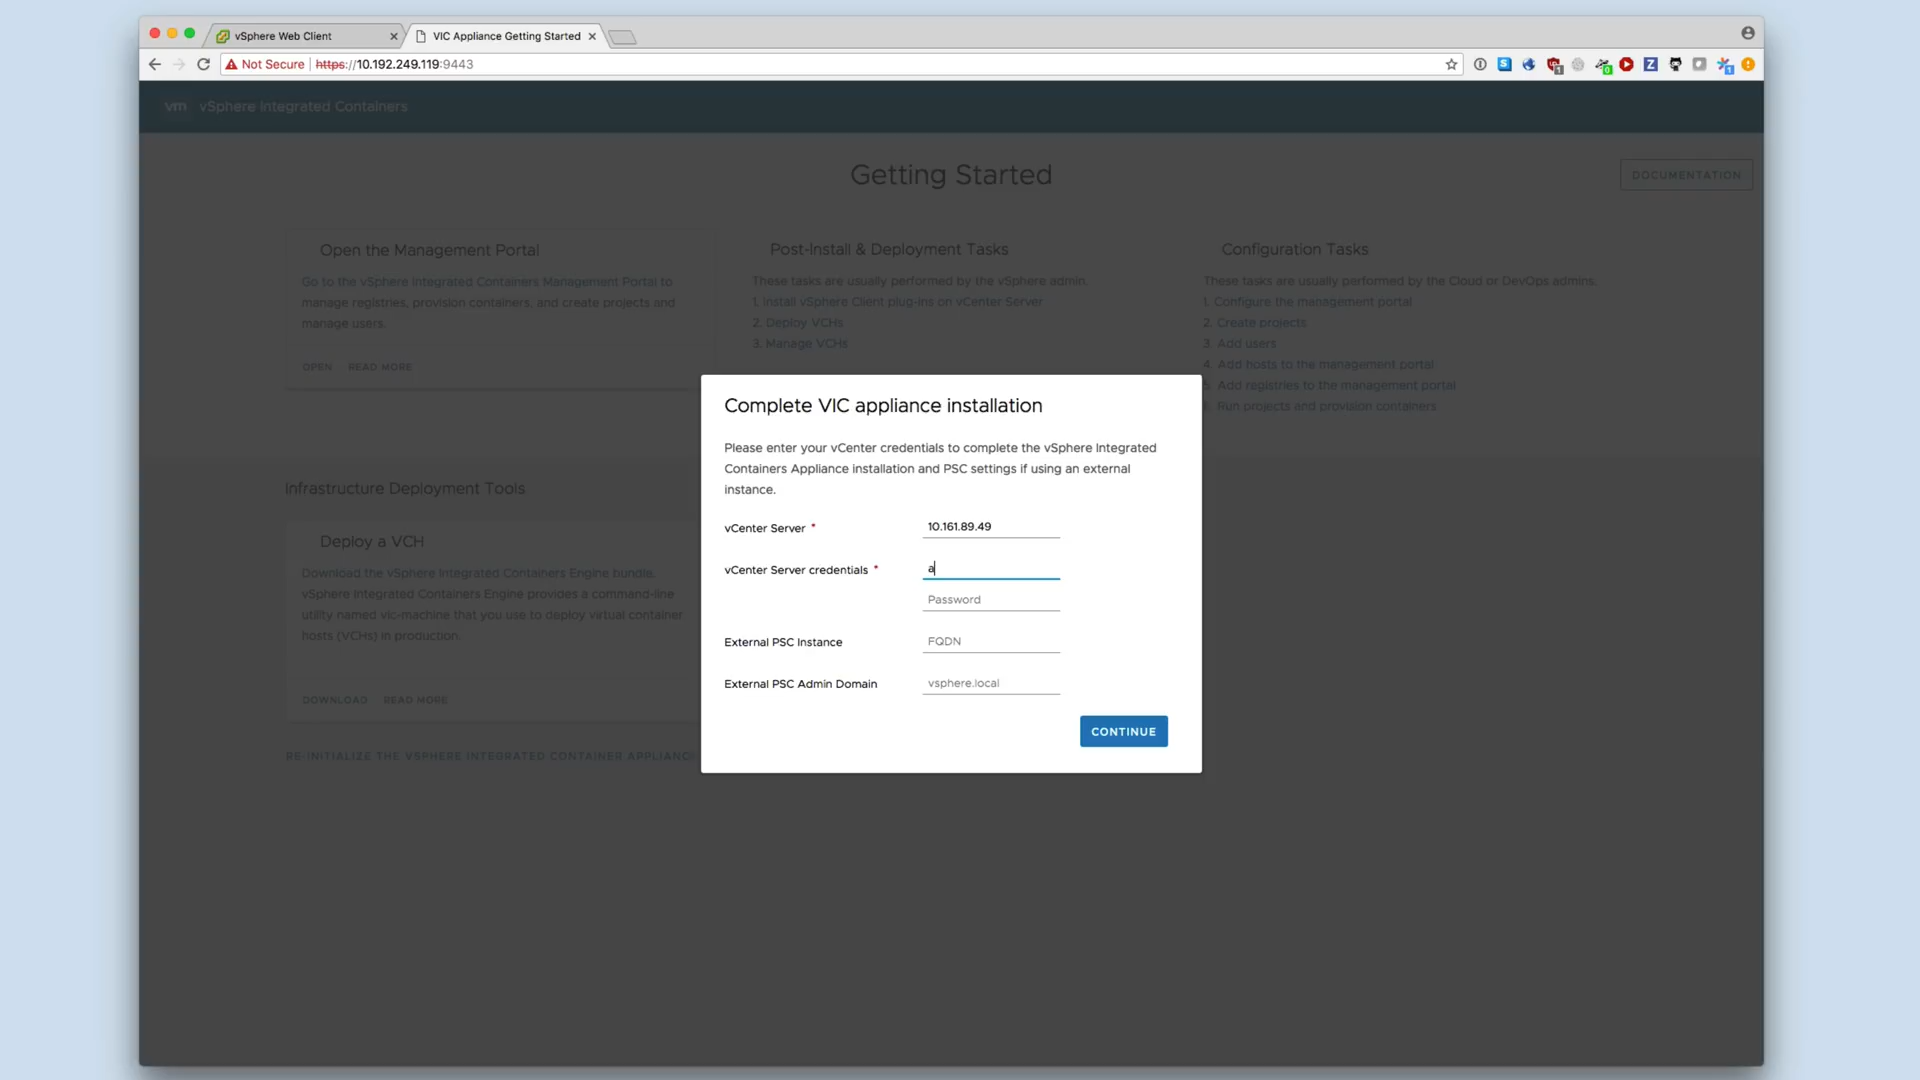 vSphere Web Client
VIC Appliance Getting Started
Not Secure
https://10.192.249.119:9443
vm vSphere Integrated Containers
Getting Started
DOCUMENTATION
Open the Management Portal
Go to the vSphere Integrated Containers Management Portal to
manage registries, provision containers, and create projects and
manage users.
OPEN READ MORE
Post-Install & Deployment Tasks
These tasks are usually performed by the vSphere admin.
1. Install vSphere Client plug-ins on vCenter Server
2. Deploy VCHs
3. Manage VCHs
Configuration Tasks
These tasks are usually performed by the Cloud or DevOps admins.
1. Configure the management portal
2. Create projects
3. Add users
4. Add hosts to the management portal
5. Add registries to the management portal
Run projects and provision containers
Complete VIC appliance installation
Please enter your vCenter credentials to complete the vSphere Integrated
Containers Appliance installation and PSC settings if using an external
instance.
vCenter Server *
10.161.89.49
vCenter Server credentials *
a
Password
External PSC Instance
FQDN
External PSC Admin Domain
vsphere.local
CONTINUE
Infrastructure Deployment Tools
Deploy a VCH
Download the vSphere Integrated Containers Engine bundle.
vSphere Integrated Containers Engine provides a command-line
utility named vic-machine that you use to deploy virtual container
hosts (VCHs) in production.
DOWNLOAD READ MORE
RE-INITIALIZE THE VSPHERE INTEGRATED CONTAINER APPLIANC